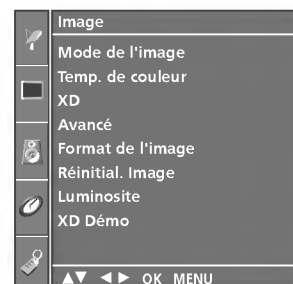 Image
Mode de l'image
Temp. de couleur
XD
Avancé
Format de l'image
Réinitial. Image
Luminosite
XD Démo
▲▼ ◀▶ OK MENU